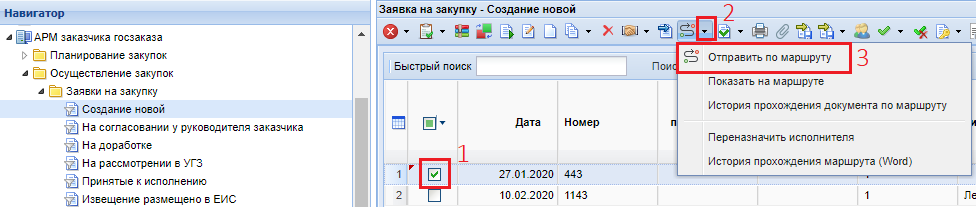 Навигатор
АРМ заказчика госзаказа
Планирование закупок
Осуществление закупок
Заявки на закупку
Создание новой
На согласовании у руководителя заказчика
На доработке
На рассмотрении в УГЗ
Принятые к исполнению
Извещение размещено в ЕИС
Заявка на закупку - Создание новой
2
Быстрый поиск
Дата Номер
1
1 27.01.2020 443
2 10.02.2020 1143 1 Ле
Отправить по маршруту 3
Показать на маршруте
История прохождения документа по маршруту
Переназначить исполнителя
История прохождения маршрута (Word)